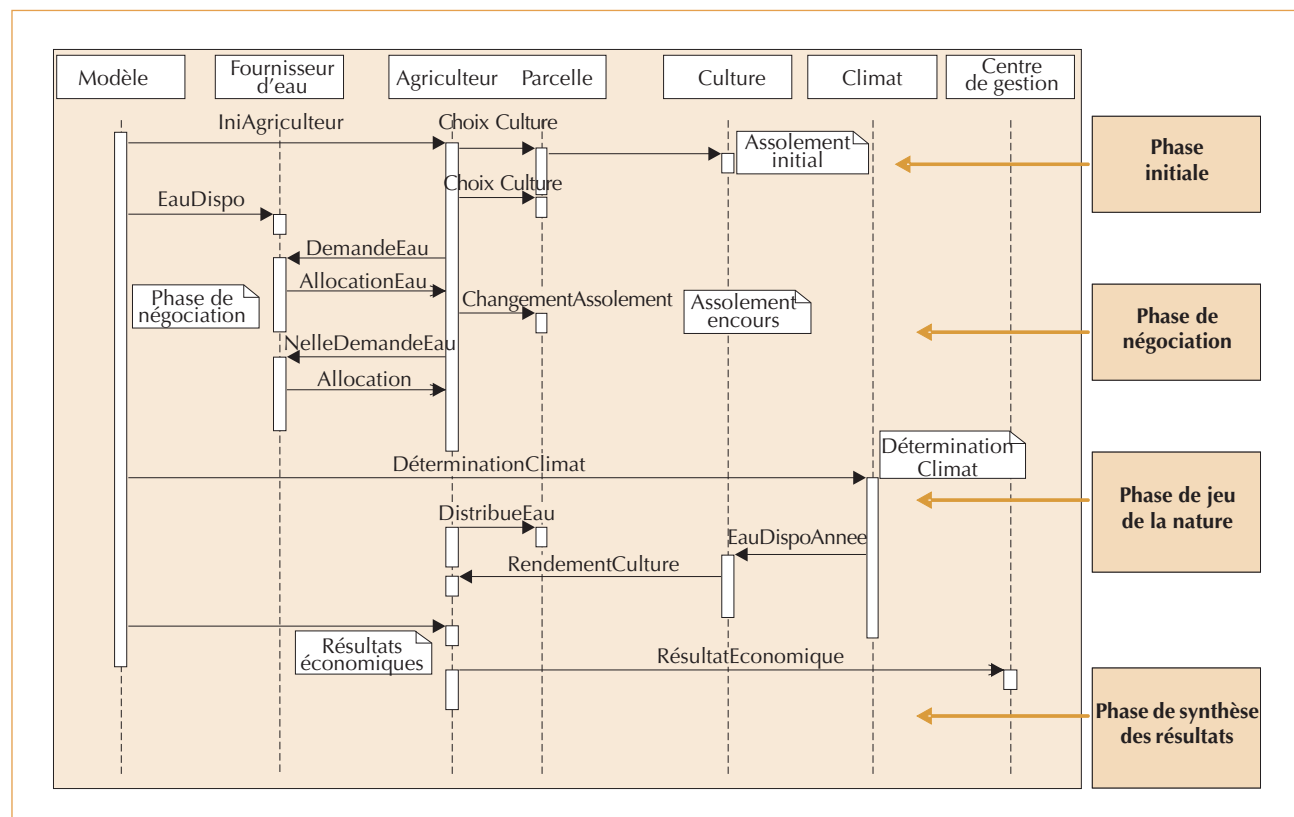 Modèle
Fournisseur
d'eau
Agriculteur
Parcelle
Culture
Climat
Centre
de gestion
IniAgriculteur
Choix Culture
Assolement
initial
Phase
initiale
Choix Culture
EauDispo
DemandeEau
AllocationEau
Phase de
négociation
ChangementAssolement
Assolement
encours
Phase de
négociation
NelleDemandeEau
Allocation
Détermination
Climat
DéterminationClimat
Phase de jeu
de la nature
DistribueEau
EauDispoAnnee
RendementCulture
Résultats
économiques
RésultatEconomique
Phase de synthèse
des résultats